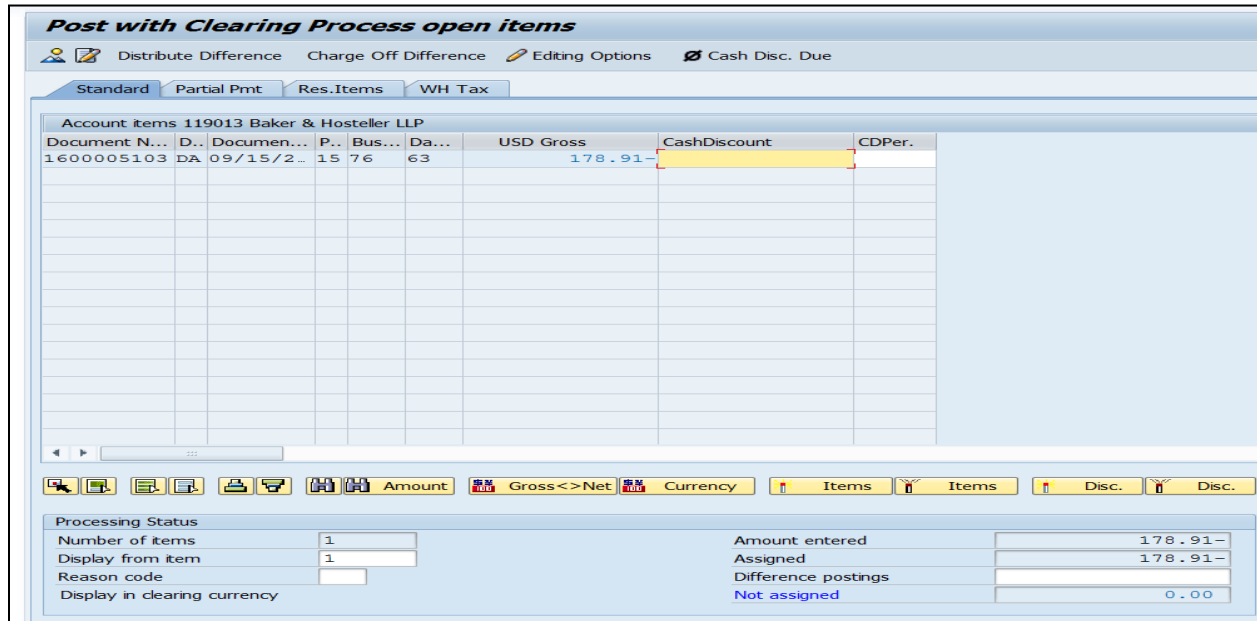 Post with Clearing Process open items
Distribute Difference Charge Off Difference Editing Options Cash Disc. Due
Standard Partial Pmt Res.Items WH Tax
Account items 119013 Baker & Hosteller LLP
Document N... D.. Documen... P.. Bus... Da... USD Gross CashDiscount CDPer.
1600005103 DA 09/15/2… 15 76 63 178.91-
Amount Gross<>Net Currency Items Items Disc. Disc.
Processing Status
Number of items 1 Amount entered 178.91-
Display from item 1 Assigned 178.91-
Reason code Difference postings
Display in clearing currency Not assigned 0.00